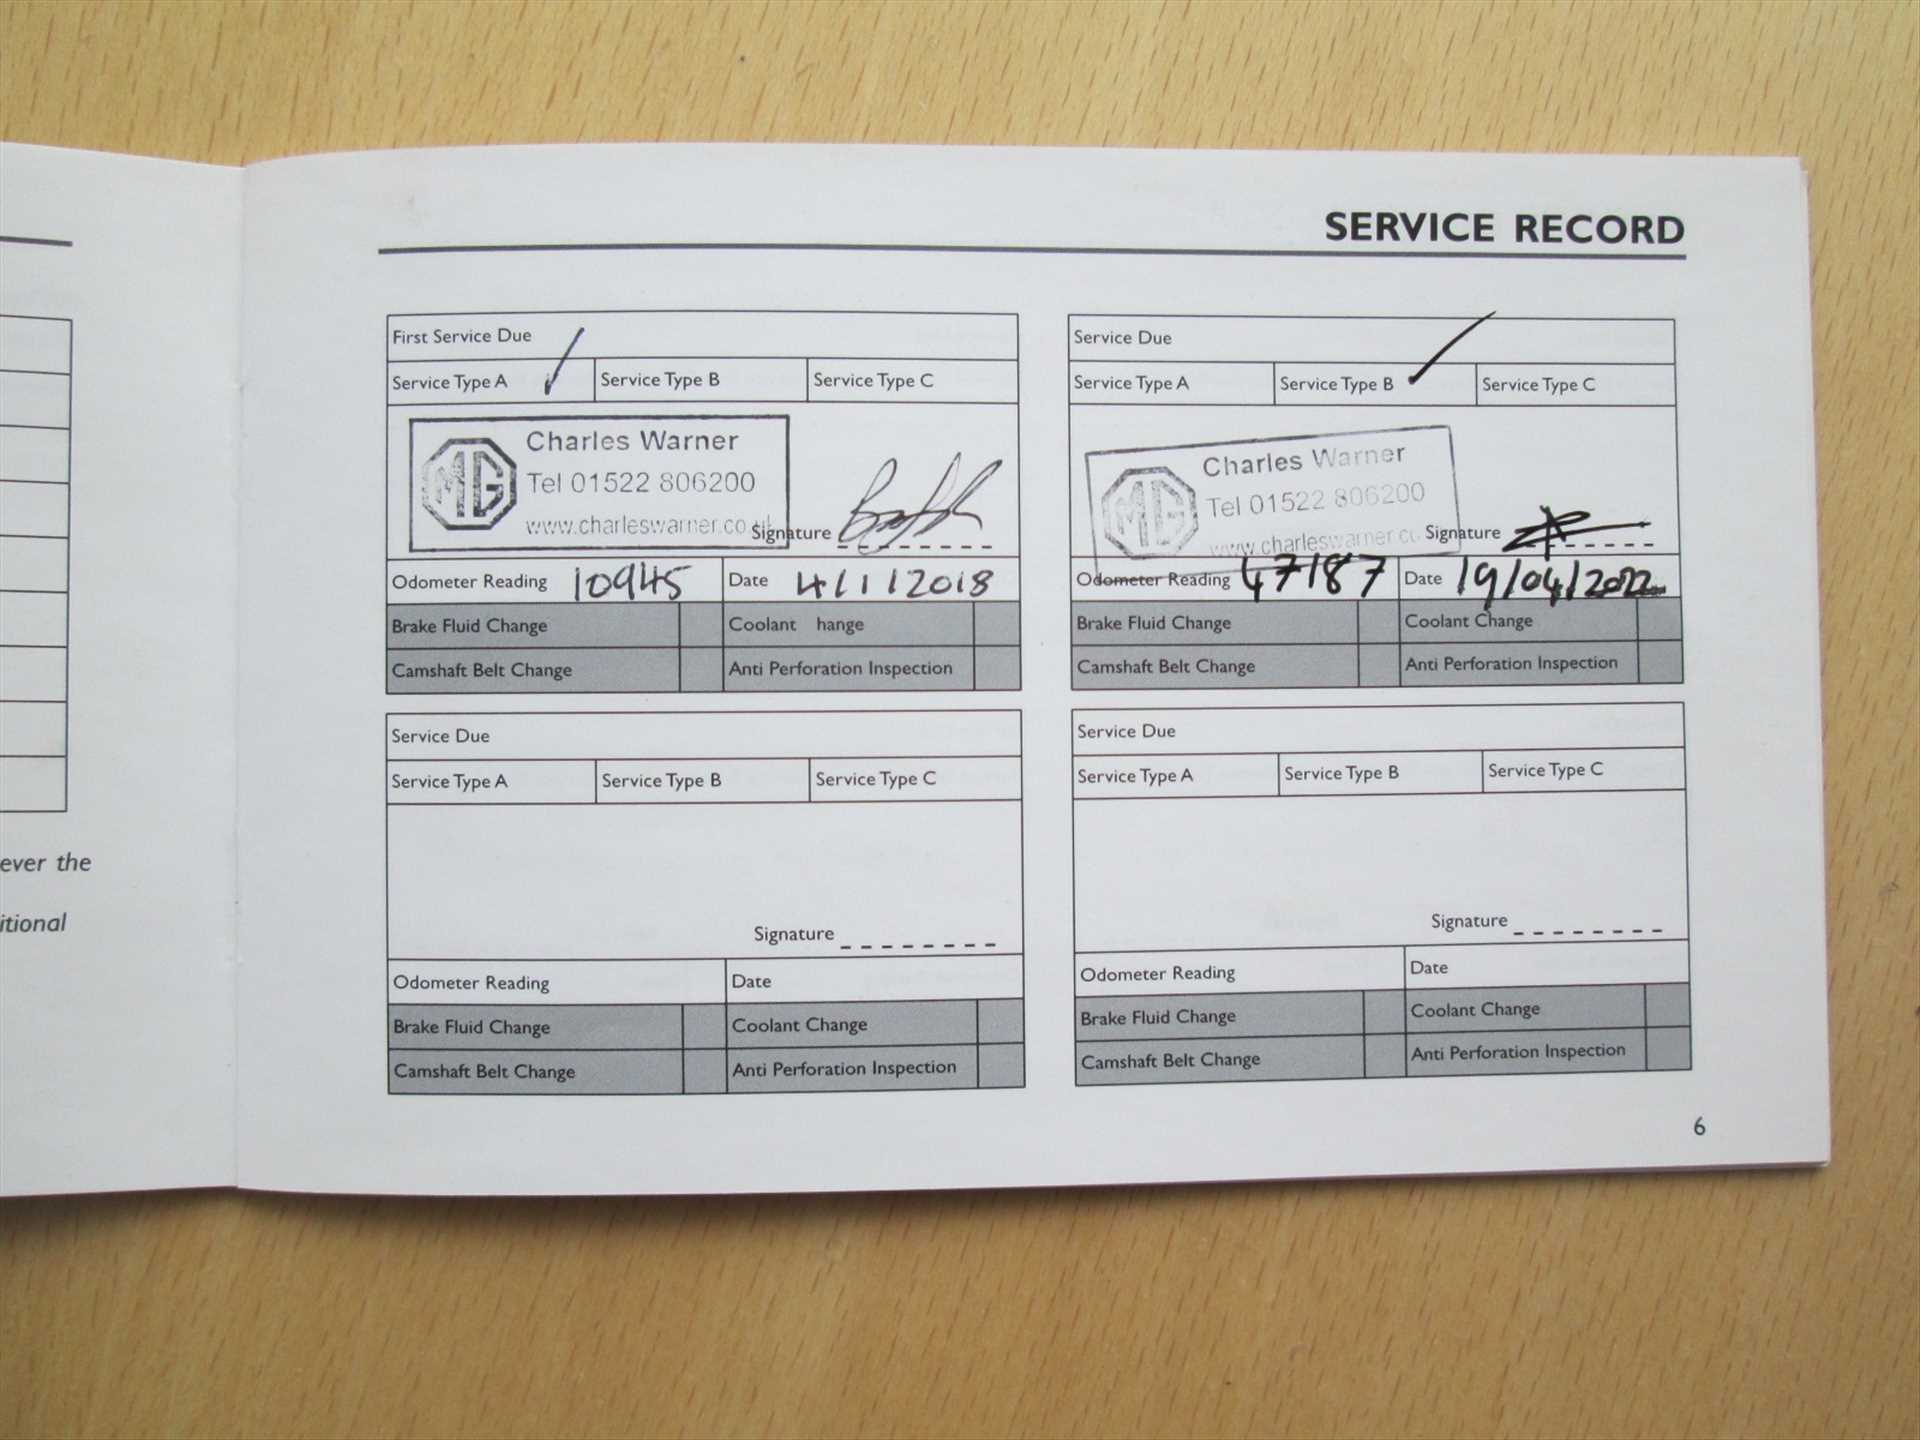 SERVICE RECORD
First Service Due
Service Type A Service Type B Service Type C
MG
Charles Warner
Tel 01522 806200
www.charleswarner.co.uk
Signature
Odometer Reading 10945 Date 4/1/2018
Brake Fluid Change Coolant hange
Camshaft Belt Change Anti Perforation Inspection
Service Due
Service Type A Service Type B Service Type C
MG
Charles Warner
Tel 01522 806200
www.charleswarner.co
Signature
Odometer Reading 47187 Date 19/04/2022
Brake Fluid Change Coolant Change
Camshaft Belt Change Anti Perforation Inspection
Service Due
Service Type A Service Type B Service Type C
Signature
Odometer Reading Date
Brake Fluid Change Coolant Change
Camshaft Belt Change Anti Perforation Inspection
Service Due
Service Type A Service Type B Service Type C
Signature
Odometer Reading Date
Brake Fluid Change Coolant Change
Camshaft Belt Change Anti Perforation Inspection
6
ever the
itional